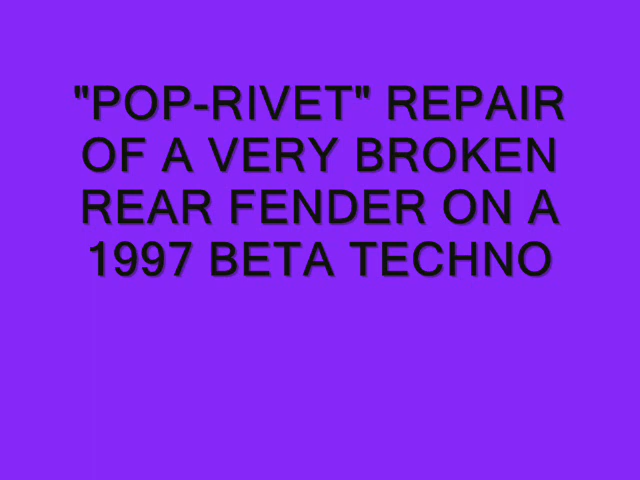 "POP-RIVET" REPAIR
OF A VERY BROKEN
REAR FENDER ON A
1997 BETA TECHNO